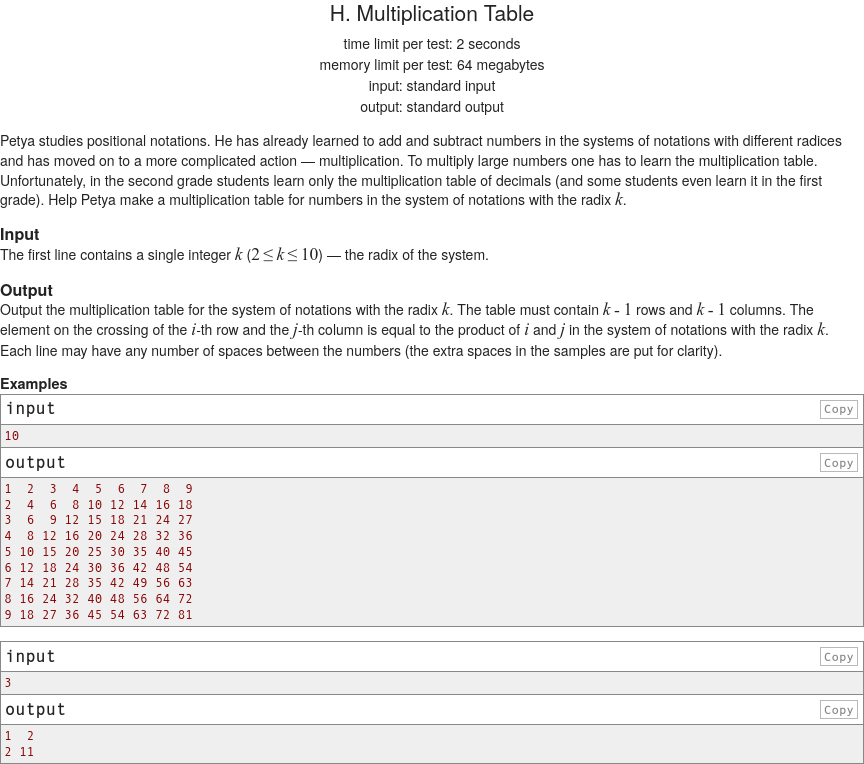 H. Multiplication Table
time limit per test: 2 seconds
memory limit per test: 64 megabytes
input: standard input
output: standard output
Petya studies positional notations. He has already learned to add and subtract numbers in the systems of notations with different radices
and has moved on to a more complicated action — multiplication. To multiply large numbers one has to learn the multiplication table.
Unfortunately, in the second grade students learn only the multiplication table of decimals (and some students even learn it in the first
grade). Help Petya make a multiplication table for numbers in the system of notations with the radix k.
Input
The first line contains a single integer k (2 ≤ k ≤ 10) — the radix of the system.
Output
Output the multiplication table for the system of notations with the radix k. The table must contain k - 1 rows and k - 1 columns. The
element on the crossing of the i-th row and the j-th column is equal to the product of i and j in the system of notations with the radix k.
Each line may have any number of spaces between the numbers (the extra spaces in the samples are put for clarity).
Examples
input Copy
10
output Copy
1  2  3  4  5  6  7  8  9
2  4  6  8 10 12 14 16 18
3  6  9 12 15 18 21 24 27
4  8 12 16 20 24 28 32 36
5 10 15 20 25 30 35 40 45
6 12 18 24 30 36 42 48 54
7 14 21 28 35 42 49 56 63
8 16 24 32 40 48 56 64 72
9 18 27 36 45 54 63 72 81
input Copy
3
output Copy
1  2
2 11